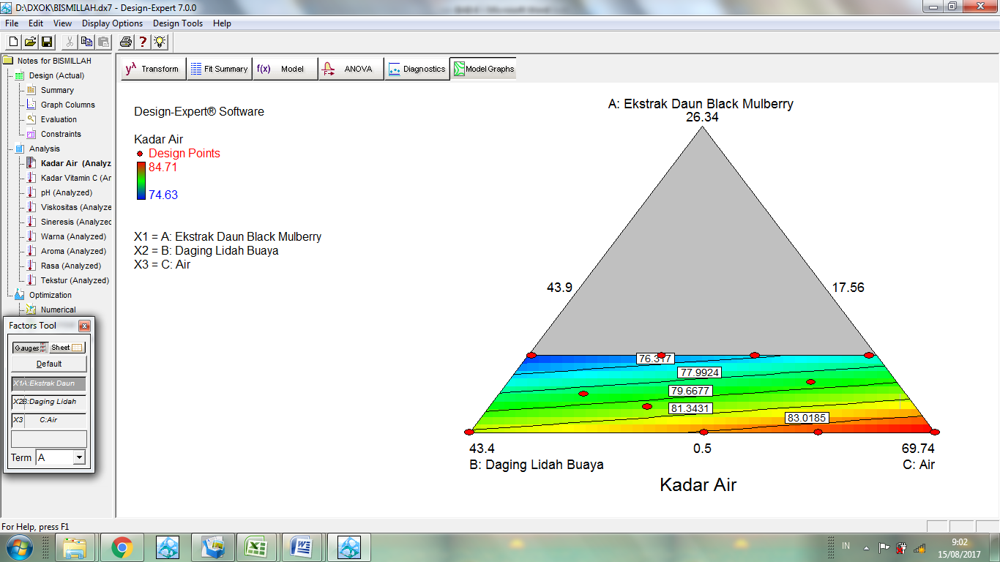 D:\DXOK\BISMILLAH.dx7 - Design-Expert 7.0.0
File Edit View Display Options Design Tools Help
Notes for BISMILLAH
Design (Actual)
Summary
Graph Columns
Evaluation
Constraints
Analysis
Kadar Air (Analyz
Kadar Vitamin C (Ar
pH (Analyzed)
Viskositas (Analyze
Sineresis (Analyzed
Warna (Analyzed)
Aroma (Analyzed)
Rasa (Analyzed)
Tekstur (Analyzed)
Optimization
Numerical
Factors Tool
Gauges Sheet
Default
X1A:Ekstrak Daun
X2B:Daging Lidah
X3 C:Air
Term A
yλ Transform Fit Summary f(x) Model ANOVA Diagnostics Model Graphs
Design-Expert® Software
Kadar Air
Design Points
84.71
74.63
X1 = A: Ekstrak Daun Black Mulberry
X2 = B: Daging Lidah Buaya
X3 = C: Air
A: Ekstrak Daun Black Mulberry
26.34
43.9 17.56
76.317
77.9924
79.6677
81.3431
83.0185
43.4 0.5 69.74
B: Daging Lidah Buaya C: Air
Kadar Air
For Help, press F1
IN
9:02
15/08/2017